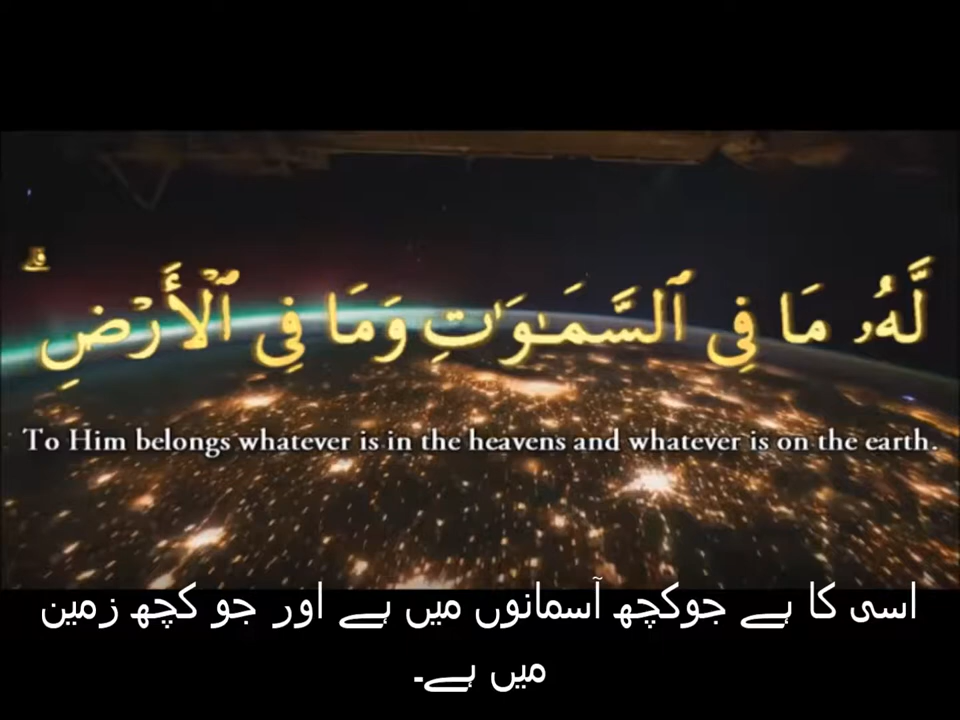 لَّهُۥ مَا فِي ٱلسَّمَـٰوَٰتِ وَمَا فِي ٱلْأَرْضِ ۗ
To Him belongs whatever is in the heavens and whatever is on the earth.
اسی کا ہے جوکچھ آسمانوں میں ہے اور جو کچھ زمین
میں ہے۔